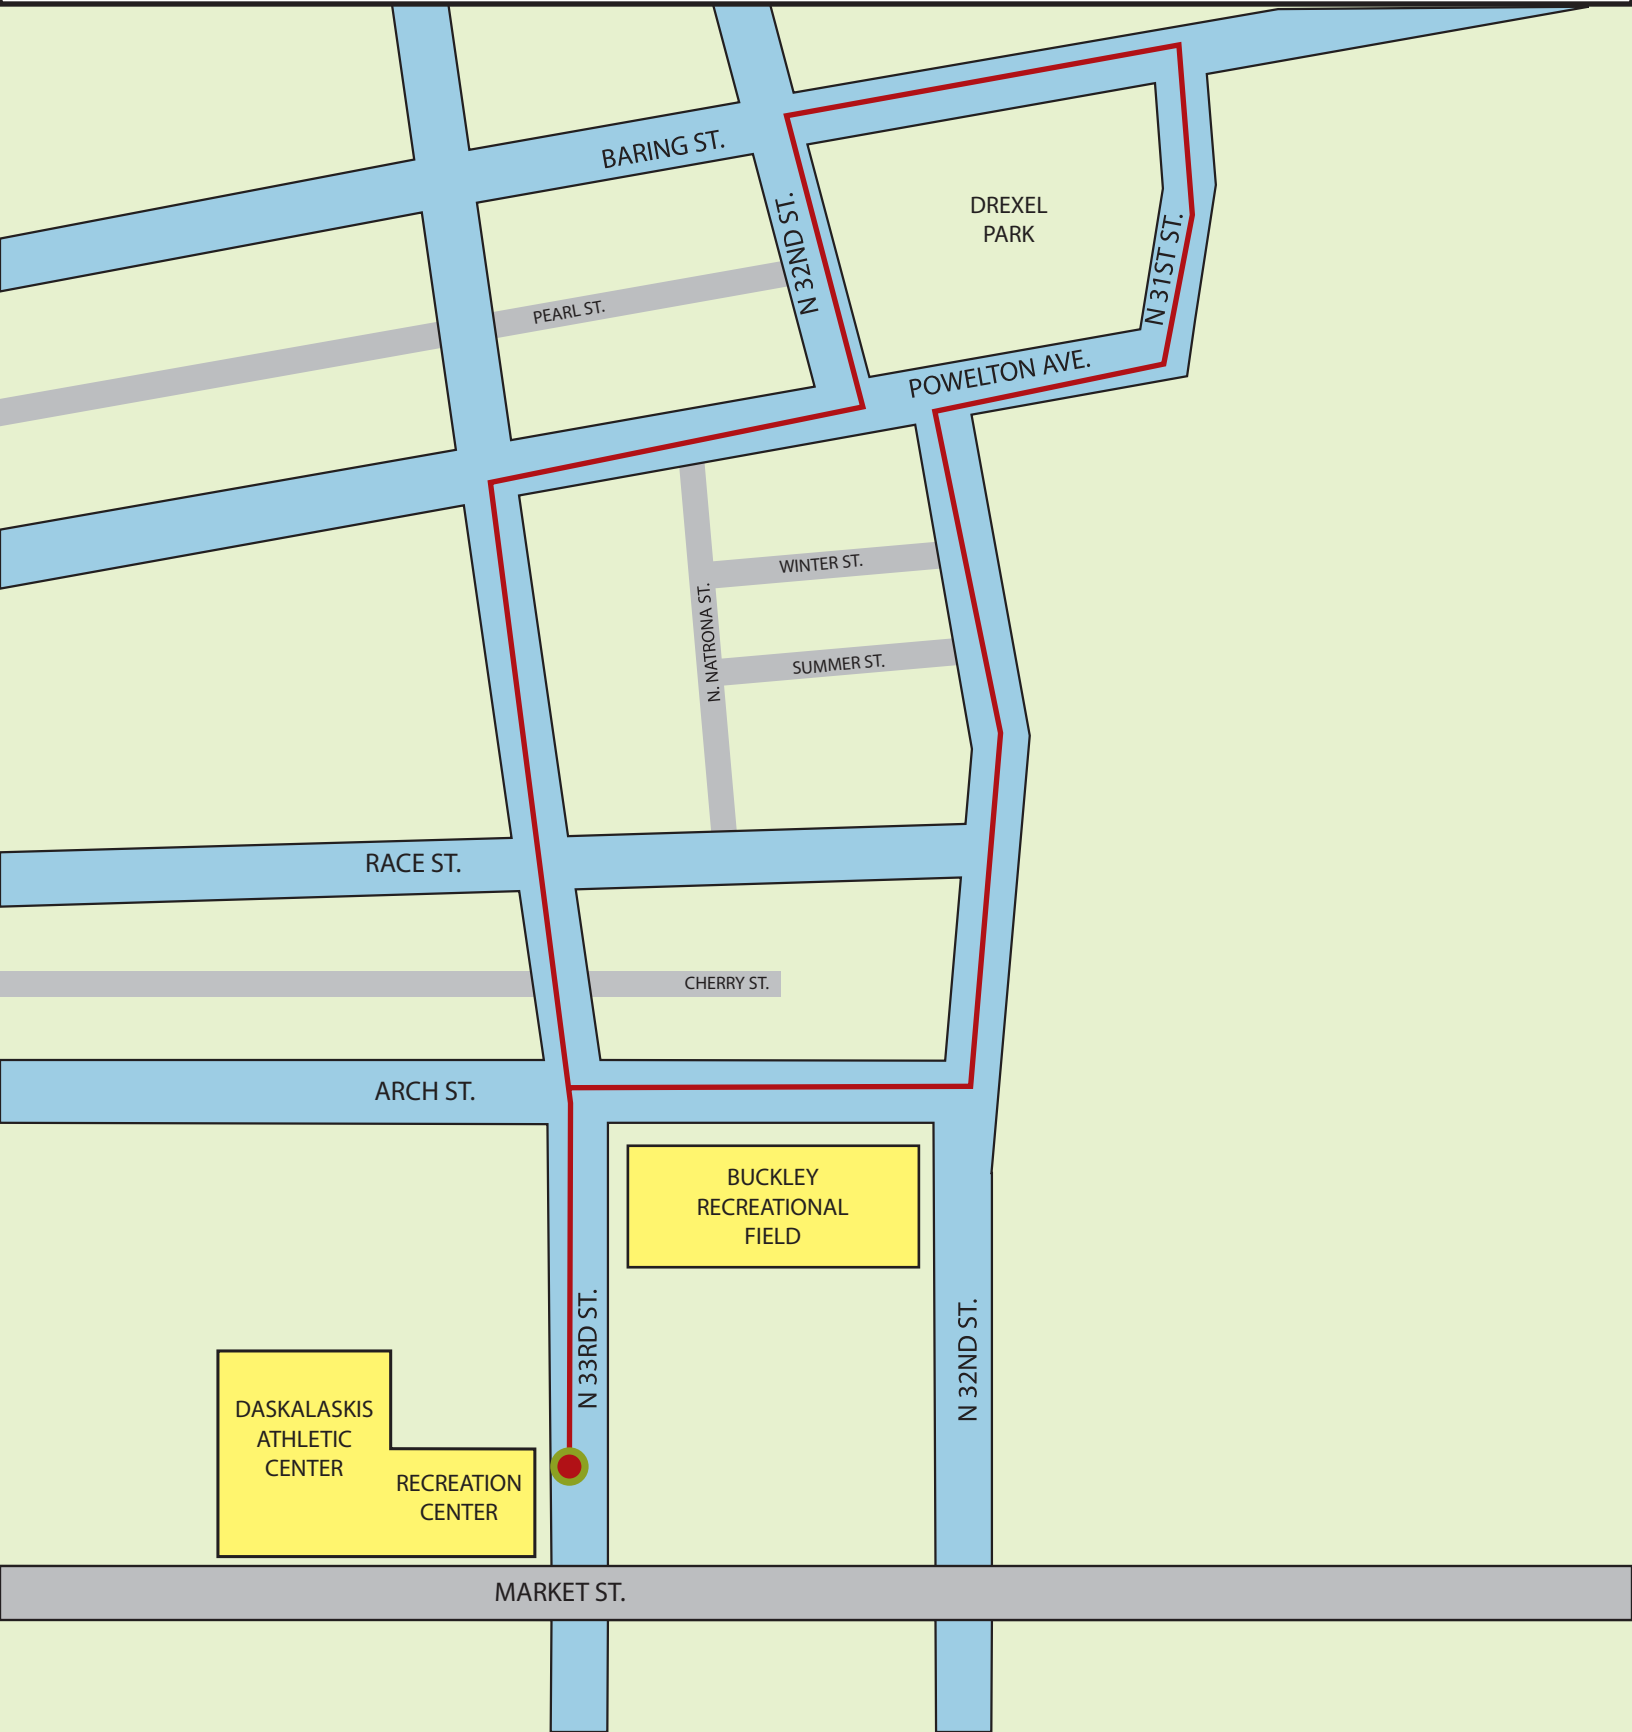 BARING ST.
N 32ND ST.
DREXEL
PARK
N 31ST ST.
PEARL ST.
POWELTON AVE.
WINTER ST.
N. NATRONA ST.
SUMMER ST.
RACE ST.
CHERRY ST.
ARCH ST.
BUCKLEY
RECREATIONAL
FIELD
N 33RD ST.
N 32ND ST.
DASKALASKIS
ATHLETIC
CENTER
RECREATION
CENTER
MARKET ST.